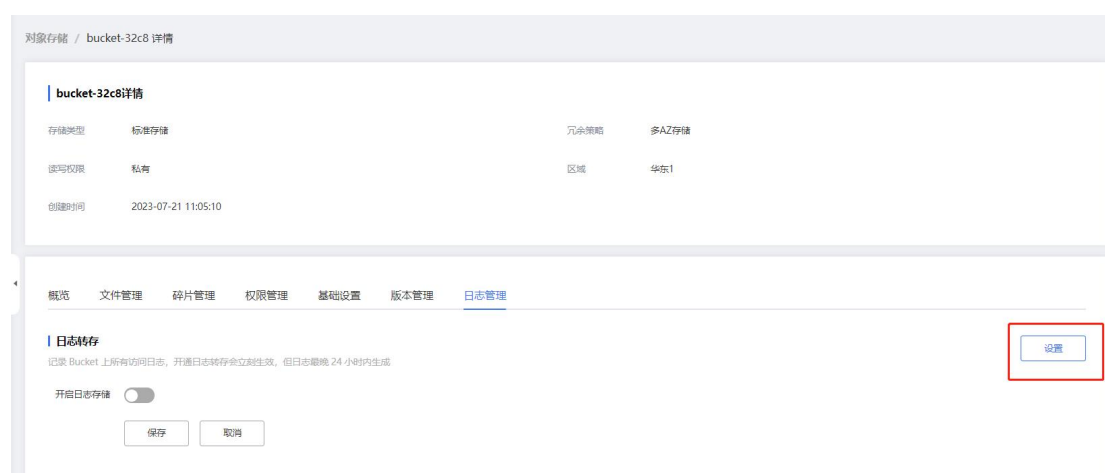 对象存储 / bucket-32c8 详情
bucket-32c8详情
存储类型 标准存储 冗余策略 多AZ存储
读写权限 私有 区域 华东1
创建时间 2023-07-21 11:05:10
概览 文件管理 碎片管理 权限管理 基础设置 版本管理 日志管理
日志转存 设置
记录 Bucket 上所有访问日志，开通日志转存会立刻生效，但日志最晚 24 小时内生成
开启日志存储
保存 取消